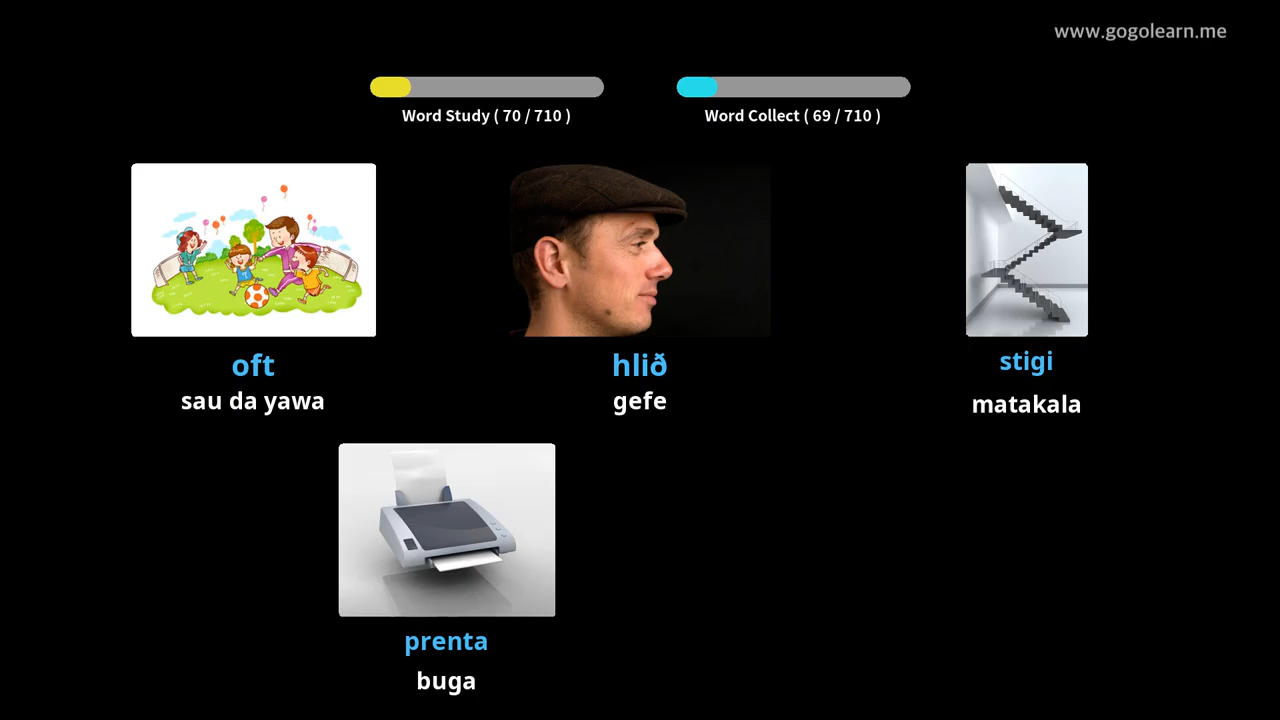 www.gogolearn.me
Word Study ( 70 / 710 )
Word Collect ( 69 / 710 )
oft
sau da yawa
hlið
gefe
stigi
matakala
prenta
buga